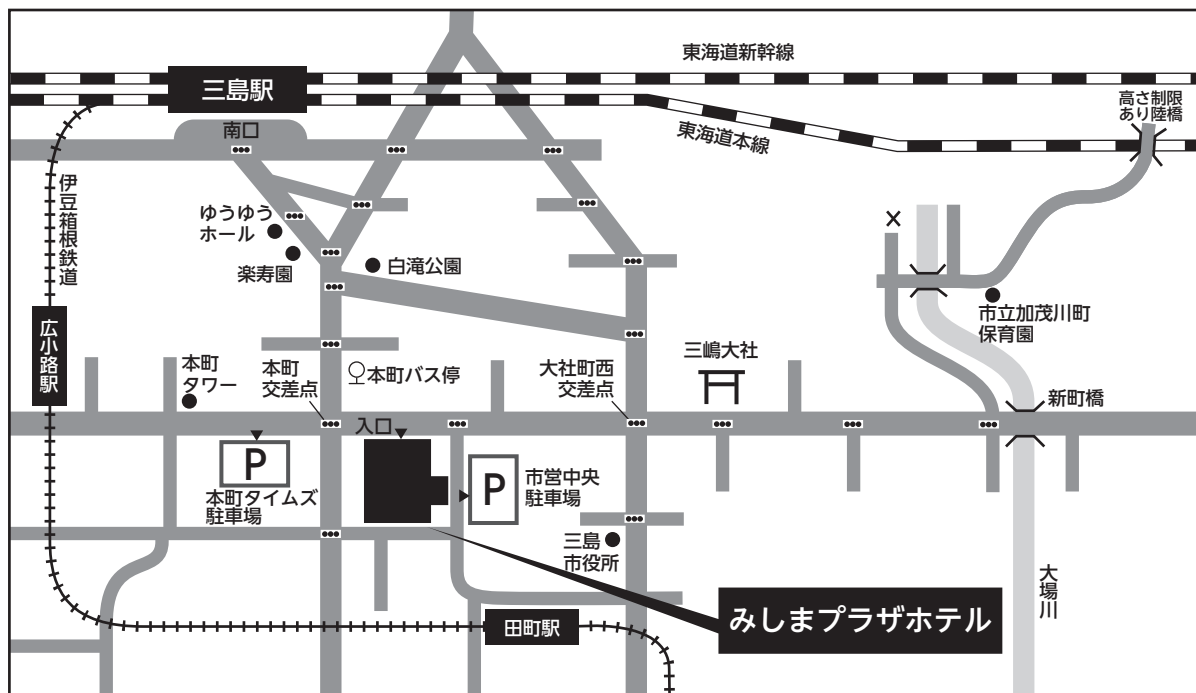 東海道新幹線
三島駅
高さ制限
あり陸橋
南口
東海道本線
伊豆箱根鉄道
ゆうゆう
ホール
楽寿園
白滝公園
市立加茂川町
保育園
広小路駅
本町
タワー
本町
交差点
本町バス停
大社町西
交差点
三嶋大社
新町橋
入口
P
本町タイムズ
駐車場
P
市営中央
駐車場
三島
市役所
大場川
みしまプラザホテル
田町駅